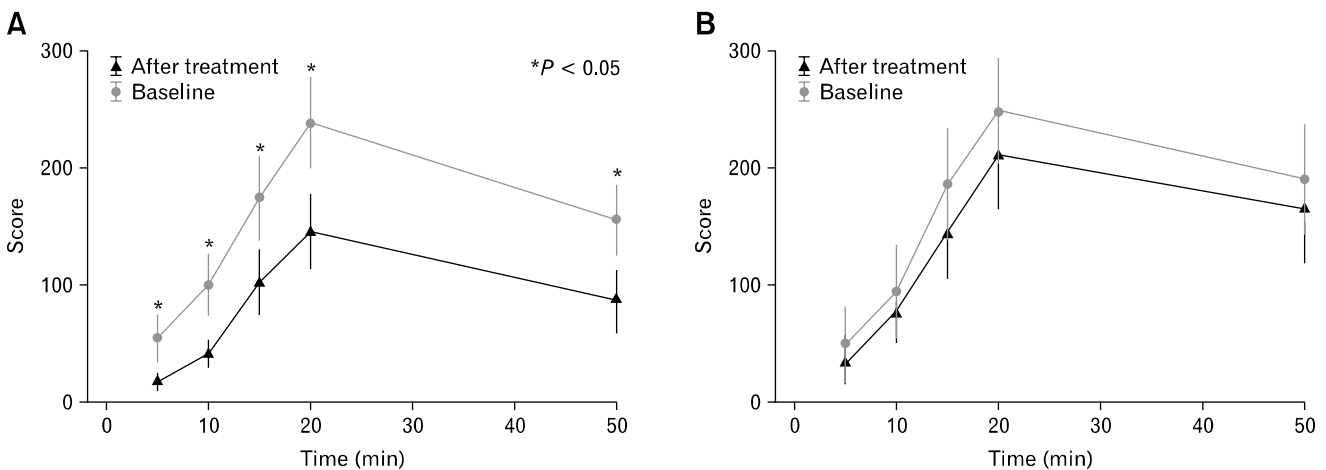 A
300
200
100
0
Score
After treatment
Baseline
*P < 0.05
*
*
*
*
*
0 10 20 30 40 50
Time (min)
B
300
200
100
0
Score
After treatment
Baseline
0 10 20 30 40 50
Time (min)